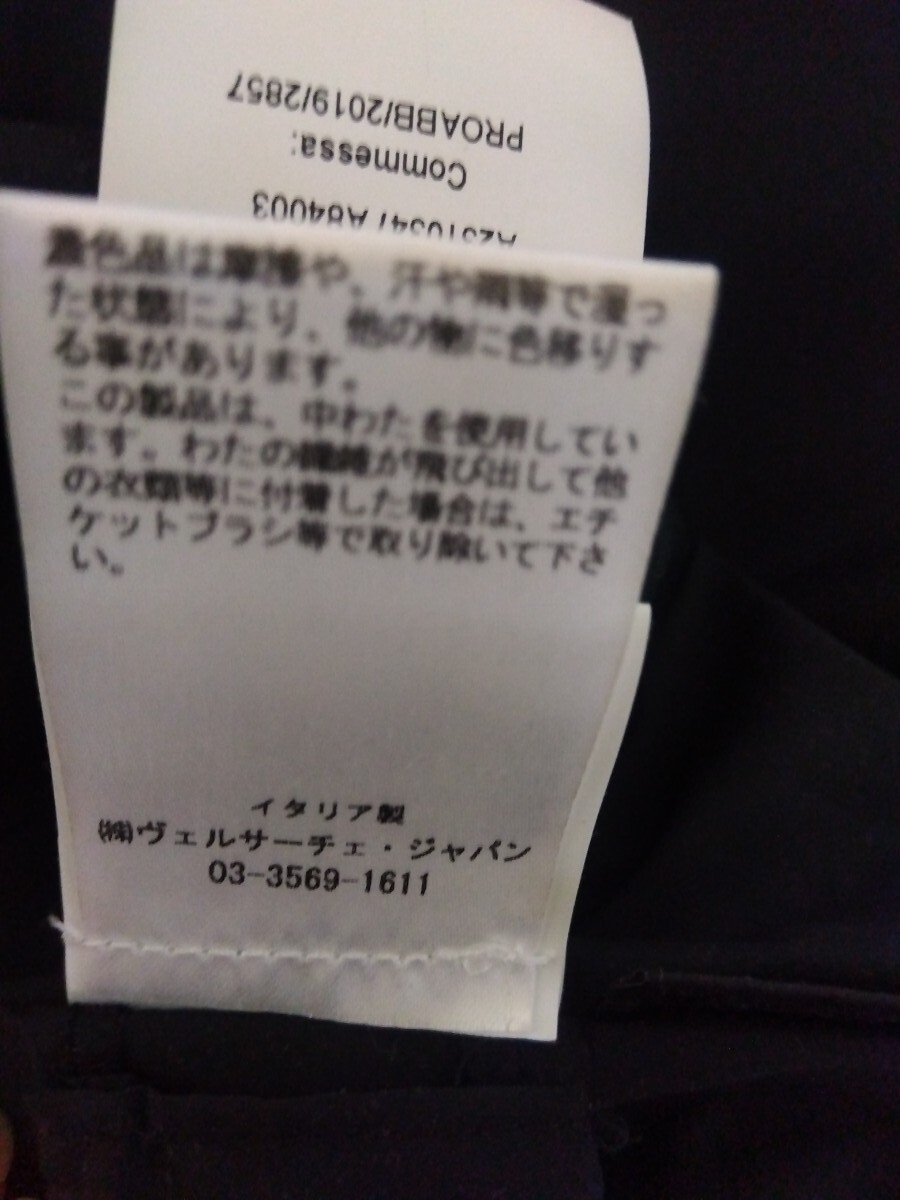 PROABB/2019/2857
Commessa:
A84003
濃色品は摩擦や、汗や雨等で湿っ
た状態により、他の物に色移りす
る事があります。
この製品は、中わたを使用してい
ます。わたの繊維が飛び出して他
の衣類等に付着した場合は、エチ
ケットブラシ等で取り除いて下さ
い。
イタリア製
㈱ヴェルサーチェ・ジャパン
03-3569-1611